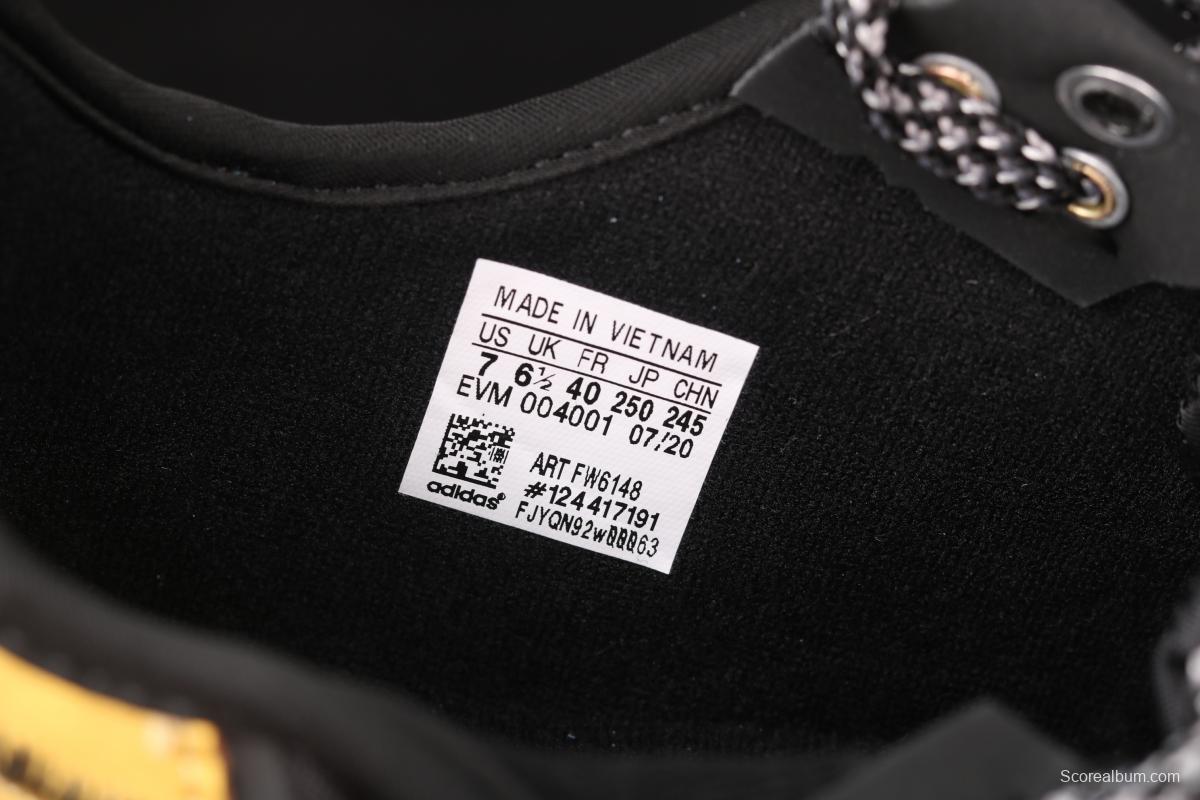 MADE IN VIETNAM
US UK FR JP CHN
7 6½ 40 250 245
EVM 004001 07/20
ART FW6148
#124417191
adidas®
FJYQN92w00063
Scorealbum.com